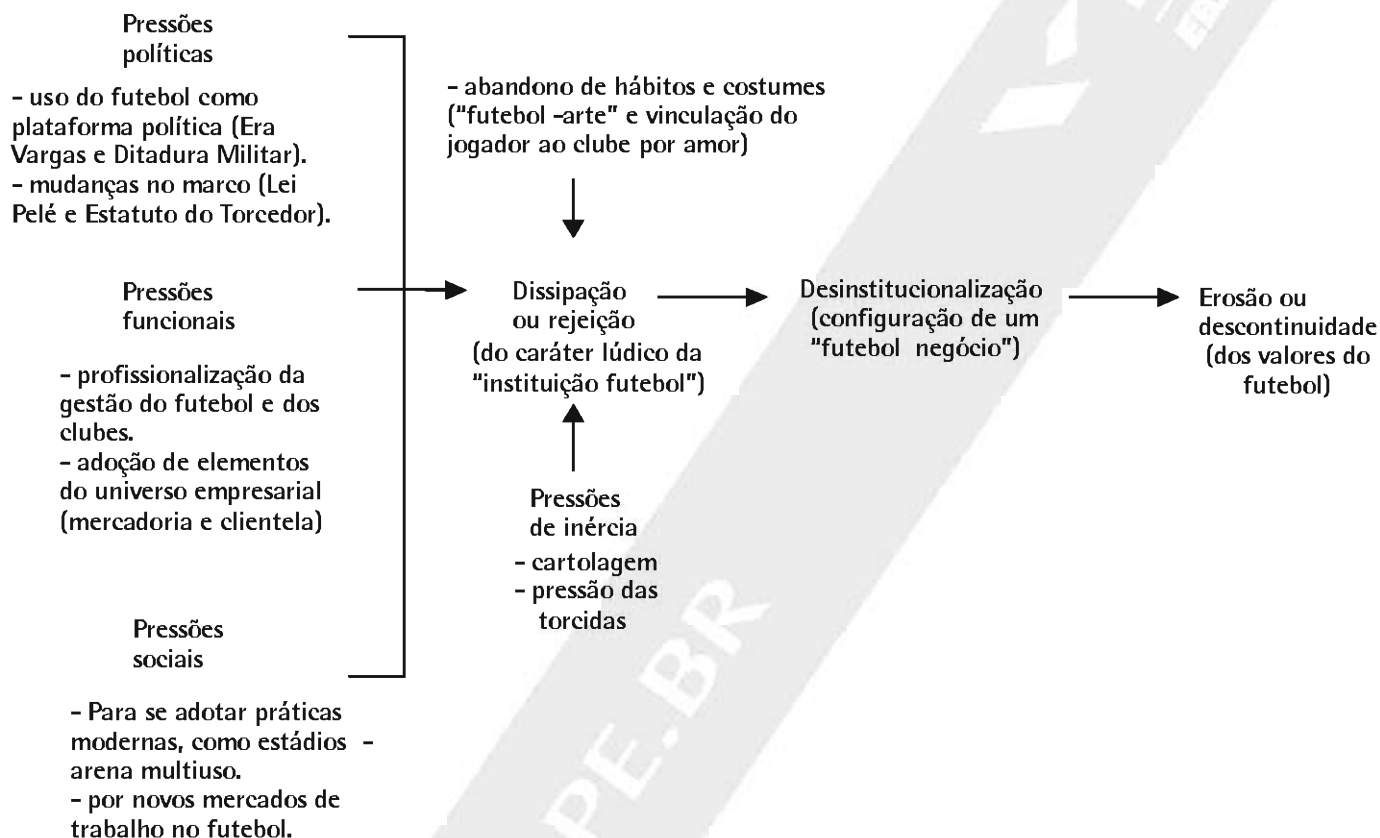 Pressões
políticas
- uso do futebol como
plataforma política (Era
Vargas e Ditadura Militar).
- mudanças no marco (Lei
Pelé e Estatuto do Torcedor).
Pressões
funcionais
- profissionalização da
gestão do futebol e dos
clubes.
- adoção de elementos
do universo empresarial
(mercadoria e clientela)
Pressões
sociais
- Para se adotar práticas
modernas, como estádios -
arena multiuso.
- por novos mercados de
trabalho no futebol.
- abandono de hábitos e costumes
("futebol -arte" e vinculação do
jogador ao clube por amor)
Dissipação
ou rejeição
(do caráter lúdico da
"instituição futebol")
Pressões
de inércia
- cartolagem
- pressão das
torcidas
Desinstitucionalização
(configuração de um
"futebol negócio")
Erosão ou
descontinuidade
(dos valores do
futebol)
PE.BR